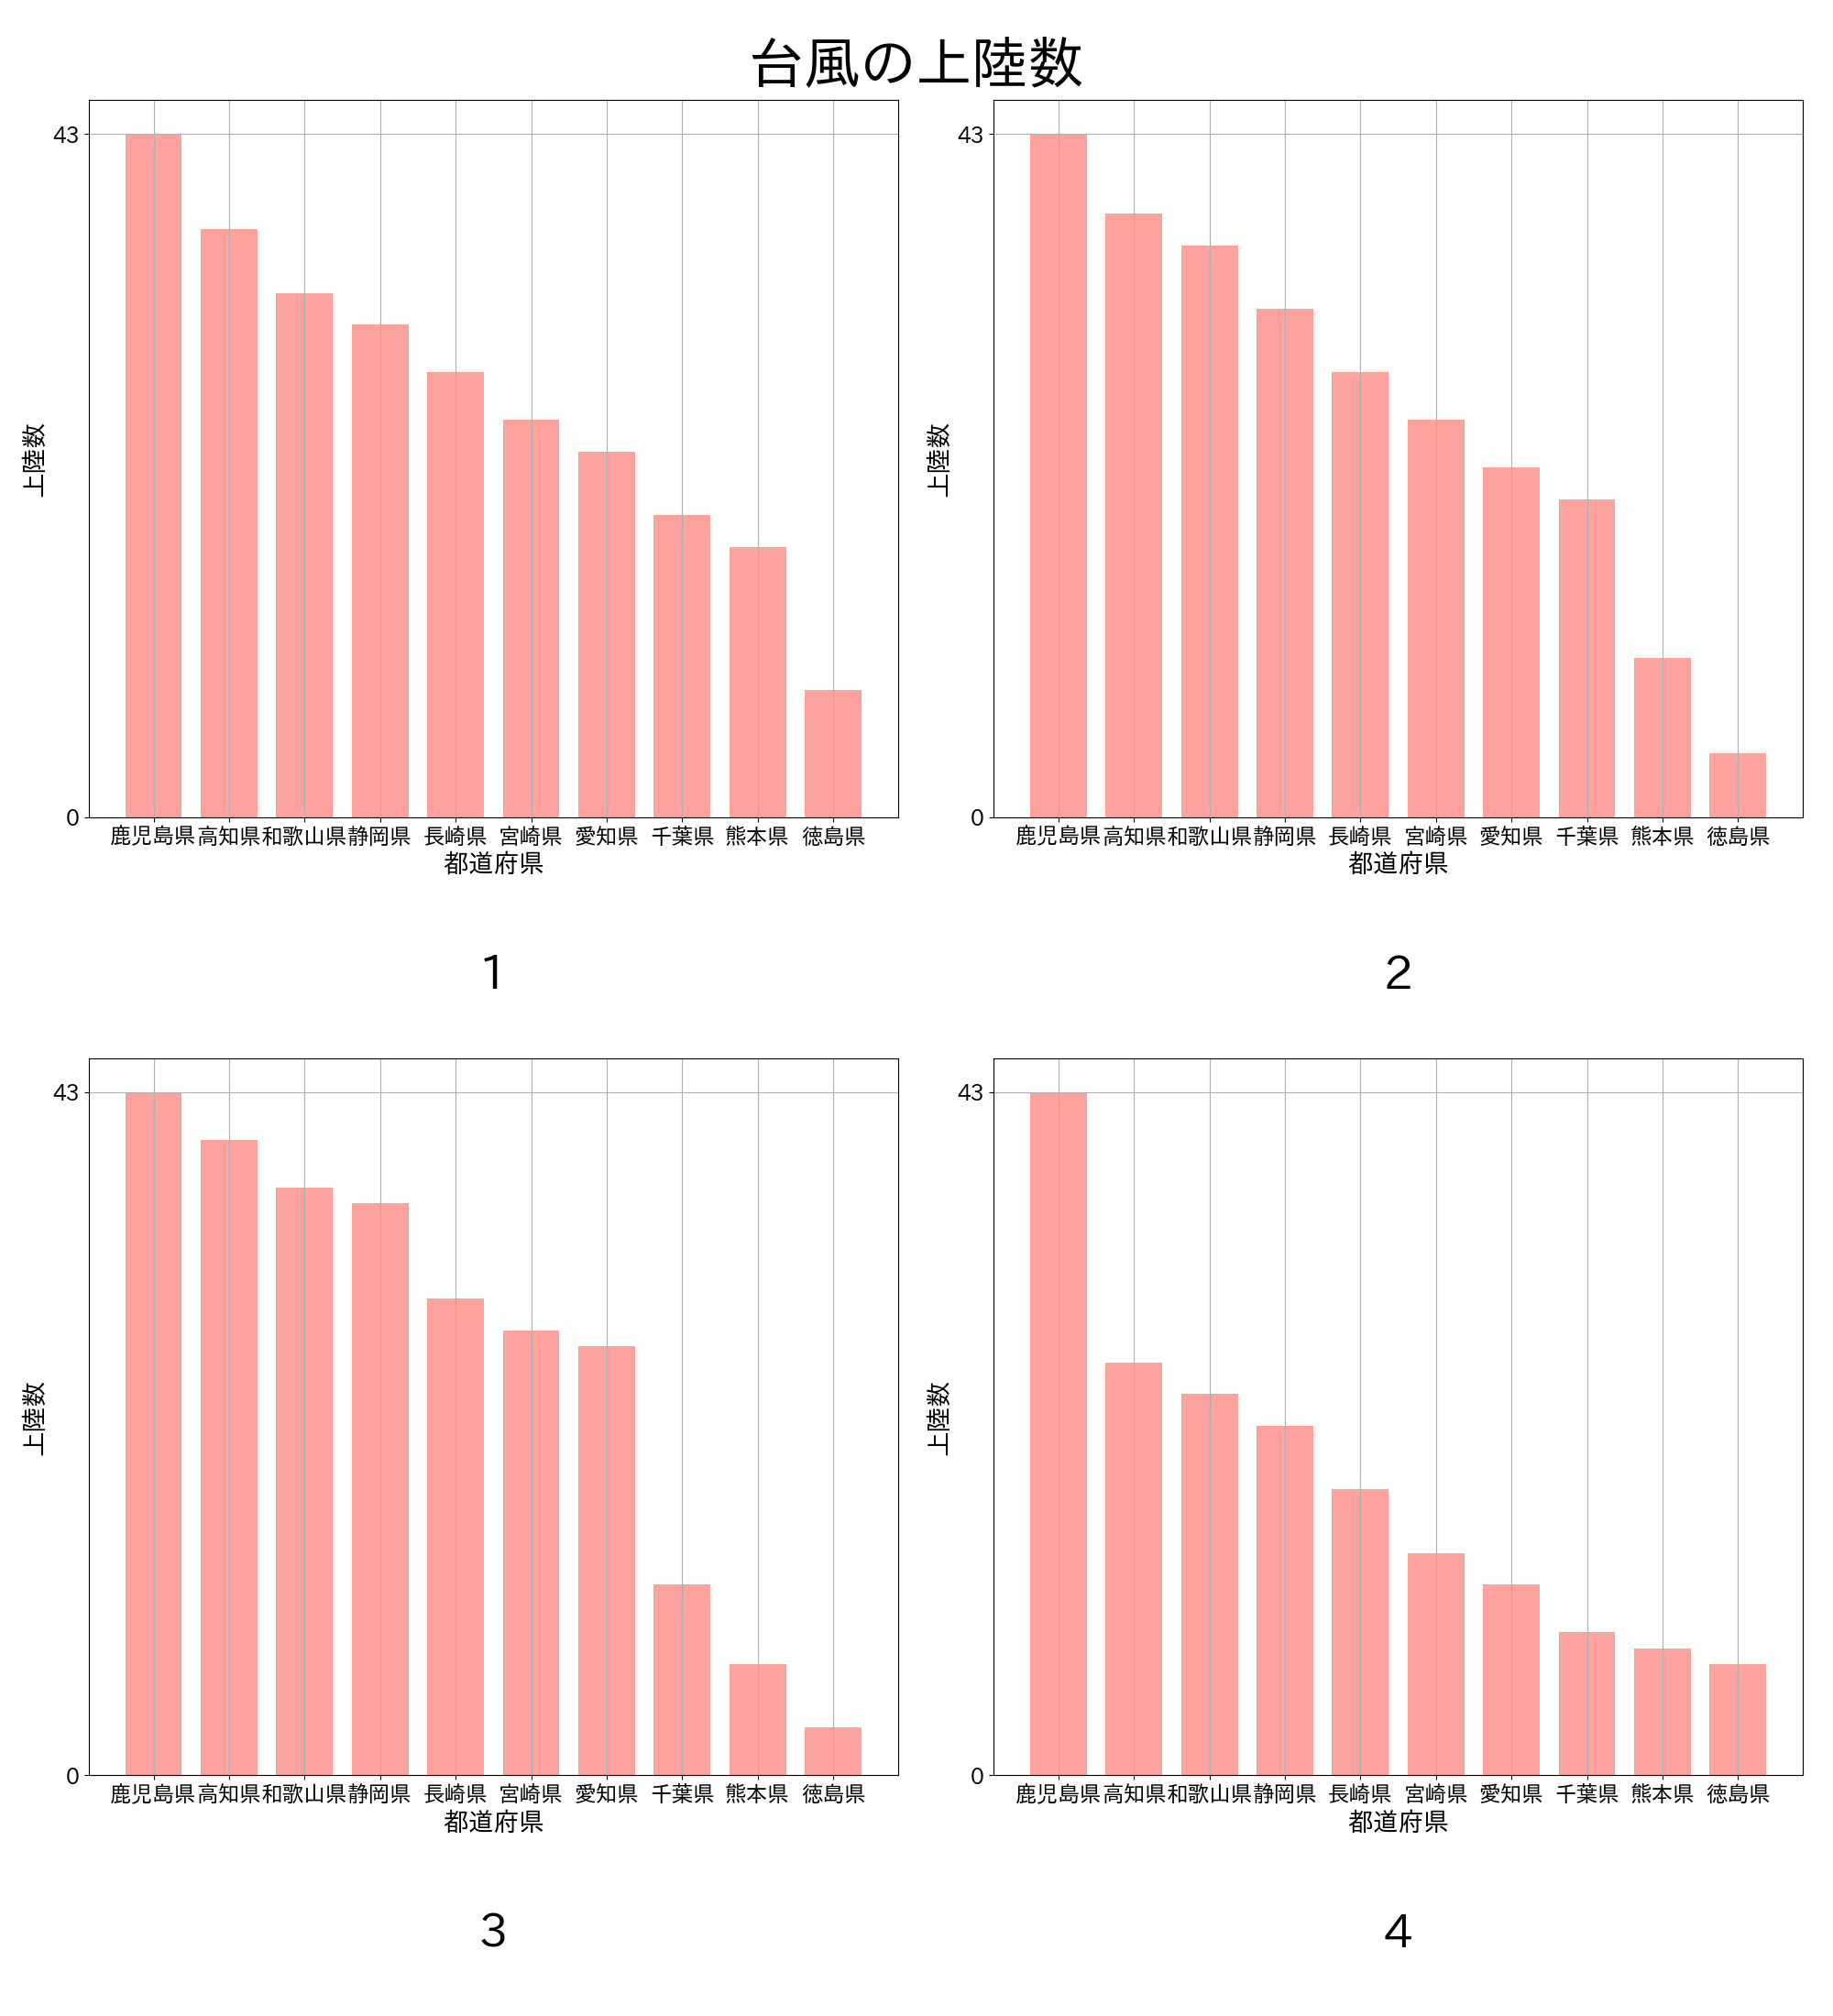 台風の上陸数
43
上陸数
0
鹿児島県 高知県 和歌山県 静岡県 長崎県 宮崎県 愛知県 千葉県 熊本県 徳島県
都道府県
1
43
上陸数
0
鹿児島県 高知県 和歌山県 静岡県 長崎県 宮崎県 愛知県 千葉県 熊本県 徳島県
都道府県
2
43
上陸数
0
鹿児島県 高知県 和歌山県 静岡県 長崎県 宮崎県 愛知県 千葉県 熊本県 徳島県
都道府県
3
43
上陸数
0
鹿児島県 高知県 和歌山県 静岡県 長崎県 宮崎県 愛知県 千葉県 熊本県 徳島県
都道府県
4